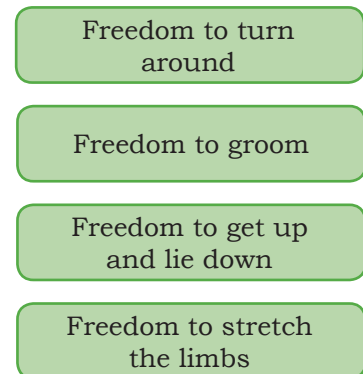 Freedom to turn
around
Freedom to groom
Freedom to get up
and lie down
Freedom to stretch
the limbs